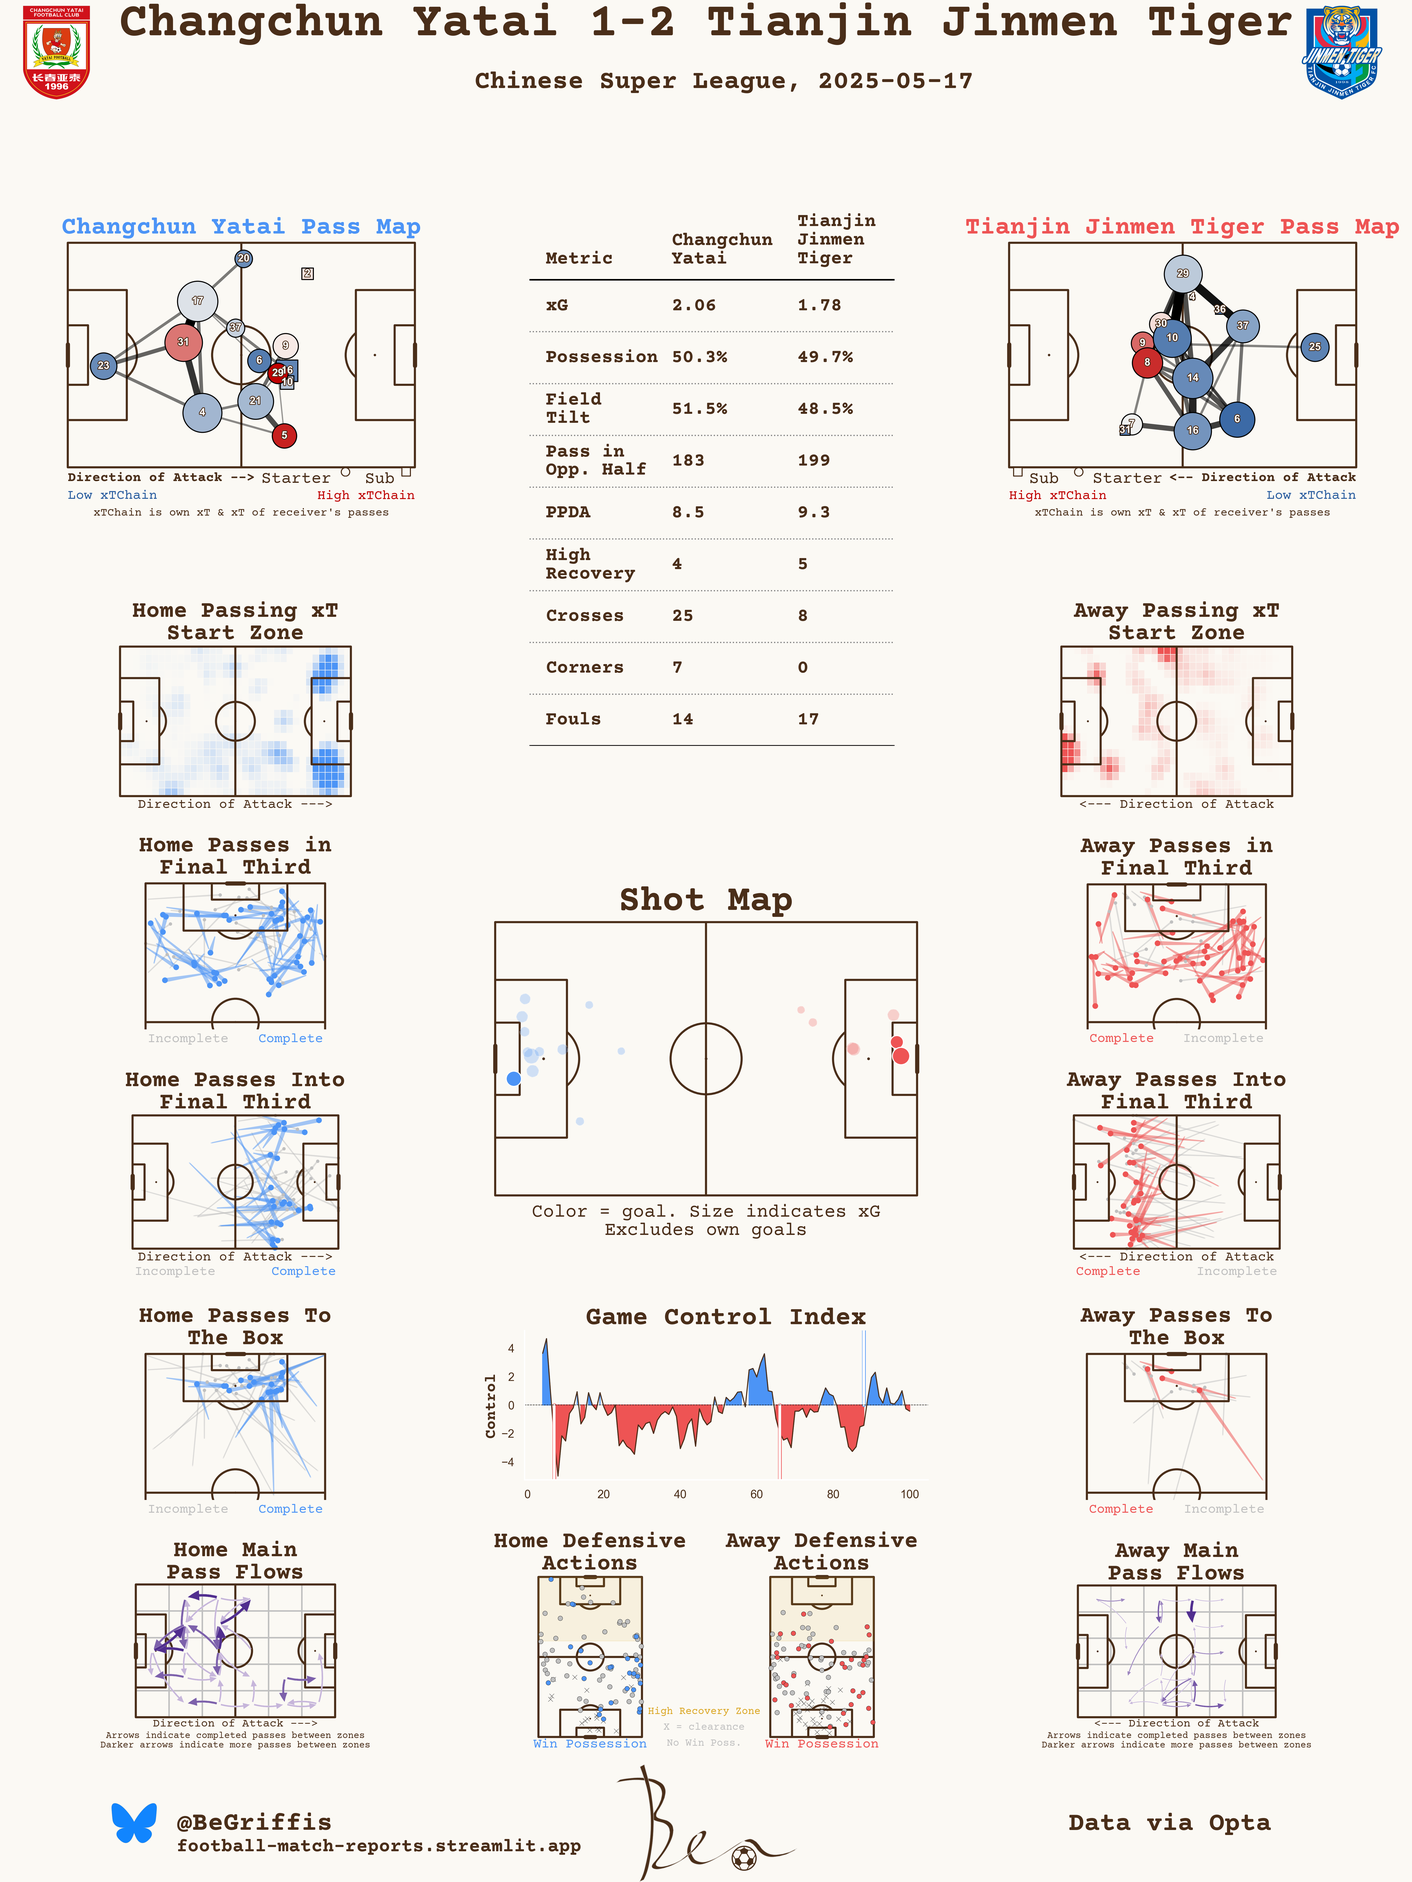 Changchun Yatai 1-2 Tianjin Jinmen Tiger
Chinese Super League, 2025-05-17
CHANGCHUN YATAI
FOOTBALL CLUB
YATAI FOOTBALL
长春亚泰
1996
JINMEN TIGER
TIANJIN JINMEN TIGER FC
Changchun Yatai Pass Map
20
2
17
37
31
9
6
16
29
10
23
21
4
5
Direction of Attack --> Starter Sub
Low xTChain High xTChain
xTChain is own xT & xT of receiver's passes
Metric Changchun Yatai Tianjin Jinmen Tiger
xG 2.06 1.78
Possession 50.3% 49.7%
Field Tilt 51.5% 48.5%
Pass in Opp. Half 183 199
PPDA 8.5 9.3
High Recovery 4 5
Crosses 25 8
Corners 7 0
Fouls 14 17
Tianjin Jinmen Tiger Pass Map
29
4
36
30
37
10
9
25
8
14
7
31
16
6
Sub Starter <-- Direction of Attack
High xTChain Low xTChain
xTChain is own xT & xT of receiver's passes
Home Passing xT
Start Zone
Direction of Attack --->
Away Passing xT
Start Zone
<--- Direction of Attack
Home Passes in
Final Third
Incomplete Complete
Away Passes in
Final Third
Complete Incomplete
Shot Map
Color = goal. Size indicates xG
Excludes own goals
Home Passes Into
Final Third
Direction of Attack --->
Incomplete Complete
Away Passes Into
Final Third
<--- Direction of Attack
Complete Incomplete
Home Passes To
The Box
Incomplete Complete
Game Control Index
Control
4
2
0
−2
−4
0 20 40 60 80 100
Away Passes To
The Box
Complete Incomplete
Home Main
Pass Flows
Direction of Attack --->
Arrows indicate completed passes between zones
Darker arrows indicate more passes between zones
Home Defensive
Actions
Win Possession
High Recovery Zone
X = clearance
No Win Poss.
Away Defensive
Actions
Win Possession
Away Main
Pass Flows
<--- Direction of Attack
Arrows indicate completed passes between zones
Darker arrows indicate more passes between zones
@BeGriffis
football-match-reports.streamlit.app
Ben
Data via Opta